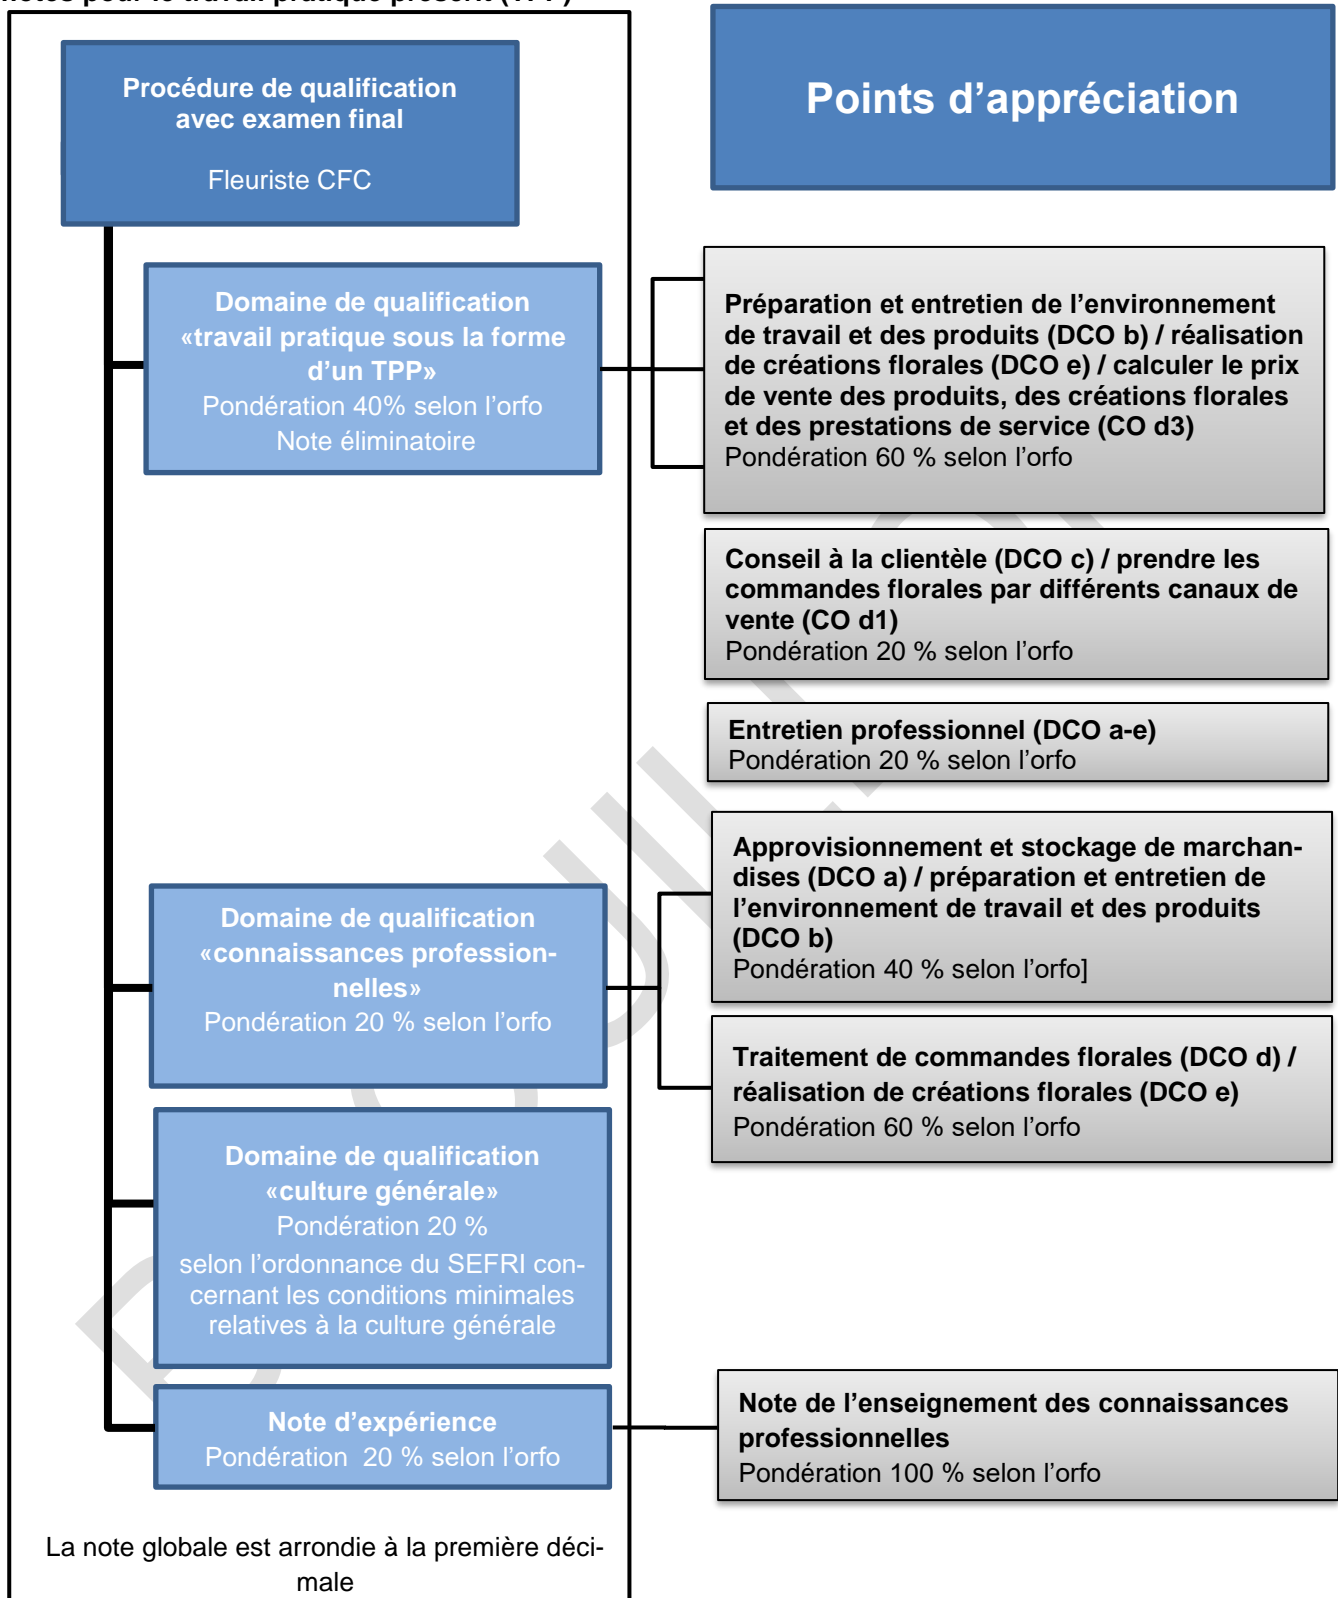 notes pour le travail pratique prescrit (TPP)
Procédure de qualification
avec examen final
Fleuriste CFC
Points d’appréciation
Domaine de qualification
«travail pratique sous la forme
d’un TPP»
Pondération 40% selon l’orfo
Note éliminatoire
Préparation et entretien de l’environnement
de travail et des produits (DCO b) / réalisation
de créations florales (DCO e) / calculer le prix
de vente des produits, des créations florales
et des prestations de service (CO d3)
Pondération 60 % selon l’orfo
Conseil à la clientèle (DCO c) / prendre les
commandes florales par différents canaux de
vente (CO d1)
Pondération 20 % selon l’orfo
Entretien professionnel (DCO a-e)
Pondération 20 % selon l’orfo
Domaine de qualification
«connaissances profession-
nelles»
Pondération 20 % selon l’orfo
Approvisionnement et stockage de marchan-
dises (DCO a) / préparation et entretien de
l’environnement de travail et des produits
(DCO b)
Pondération 40 % selon l’orfo]
Traitement de commandes florales (DCO d) /
réalisation de créations florales (DCO e)
Pondération 60 % selon l’orfo
Domaine de qualification
«culture générale»
Pondération 20 %
selon l’ordonnance du SEFRI con-
cernant les conditions minimales
relatives à la culture générale
Note d’expérience
Pondération  20 % selon l’orfo
Note de l’enseignement des connaissances
professionnelles
Pondération 100 % selon l’orfo
La note globale est arrondie à la première déci-
male